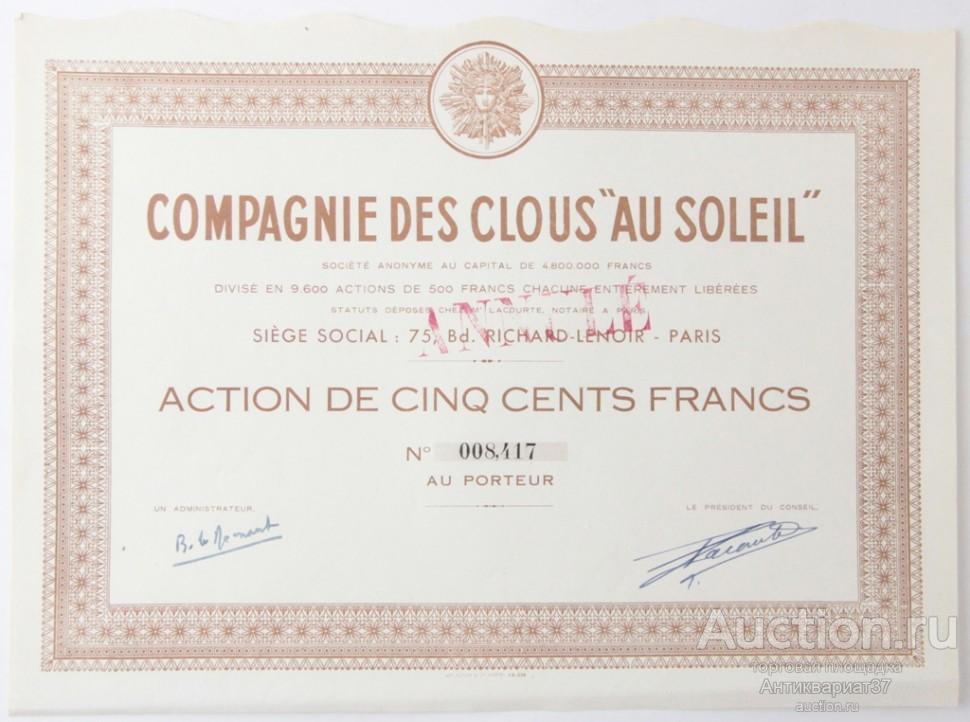 COMPAGNIE DES CLOUS "AU SOLEIL"
SOCIÉTÉ ANONYME AU CAPITAL DE 4.800.000 FRANCS
DIVISÉ EN 9.600 ACTIONS DE 500 FRANCS CHACUNE ENTIÈREMENT LIBÉRÉES
STATUTS DÉPOSÉS CHEZ Mᵉ LACOURTE, NOTAIRE A PARIS
ANNULÉ
SIÈGE SOCIAL : 75, Bd. RICHARD-LENOIR - PARIS
ACTION DE CINQ CENTS FRANCS
N° 008,417
AU PORTEUR
UN ADMINISTRATEUR,
LE PRÉSIDENT DU CONSEIL,
Auction.ru
торговая площадка
Антиквариат37
auction.ru